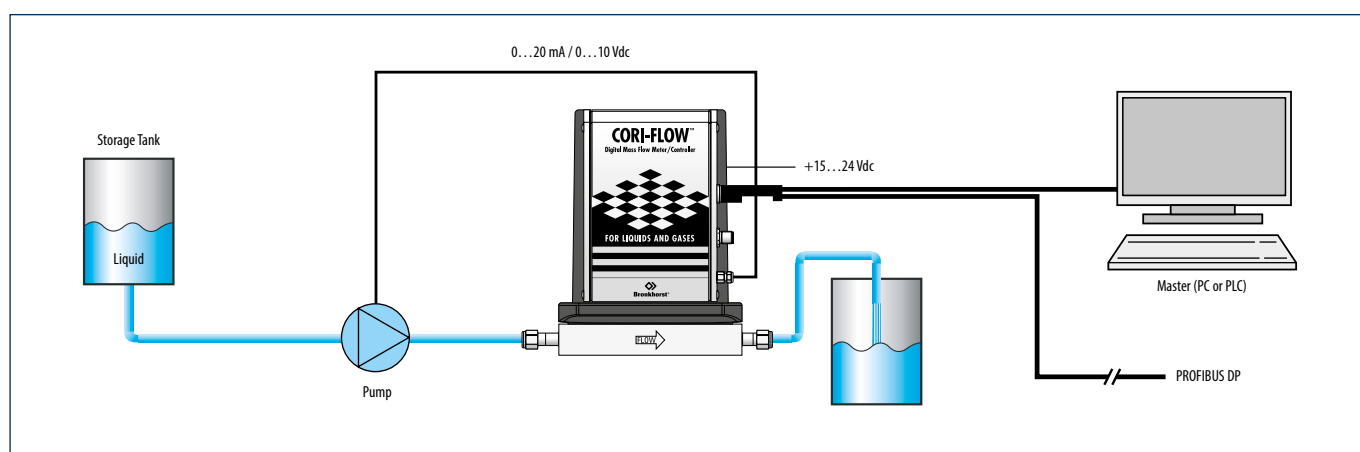 0…20 mA / 0…10 Vdc
Storage Tank
CORI-FLOW™
Digital Mass Flow Meter/Controller
+15…24 Vdc
FOR LIQUIDS AND GASES
Liquid
Bronkhorst®
Master (PC or PLC)
FLOW
PROFIBUS DP
Pump